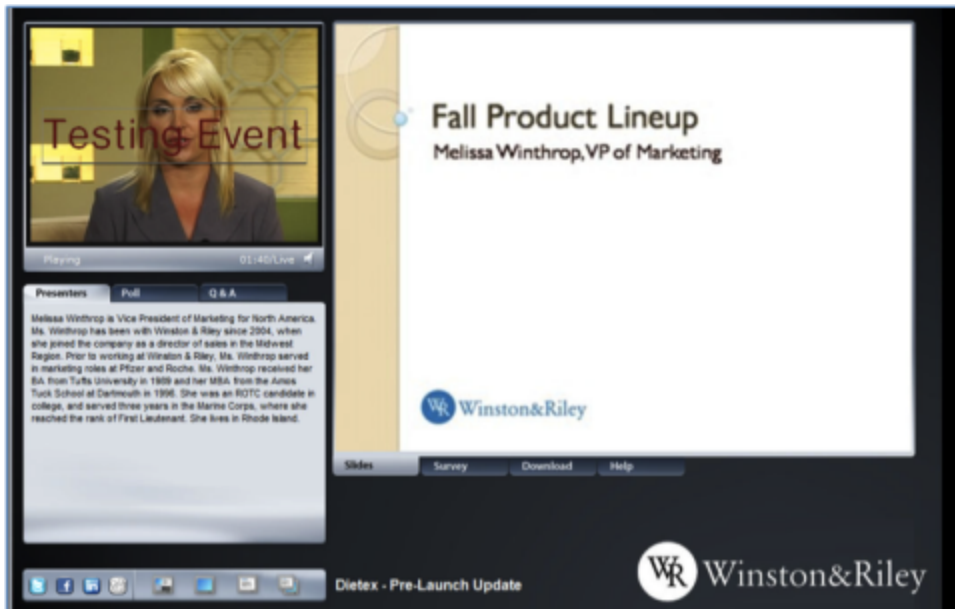 Testing Event
Playing
01:40/Live
Presenters
Poll
Q & A
Melissa Winthrop is Vice President of Marketing for North America.
Ms. Winthrop has been with Winston & Riley since 2004, when
she joined the company as a director of sales in the Midwest
Region. Prior to working at Winston & Riley, Ms. Winthrop served
in marketing roles at Pfizer and Roche. Ms. Winthrop received her
BA from Tufts University in 1989 and her MBA from the Amos
Tuck School at Dartmouth in 1996. She was an ROTC candidate in
college, and served three years in the Marine Corps, where she
reached the rank of First Lieutenant. She lives in Rhode Island.
Fall Product Lineup
Melissa Winthrop, VP of Marketing
WR Winston&Riley
Slides
Survey
Download
Help
Dietex - Pre-Launch Update
WR Winston&Riley